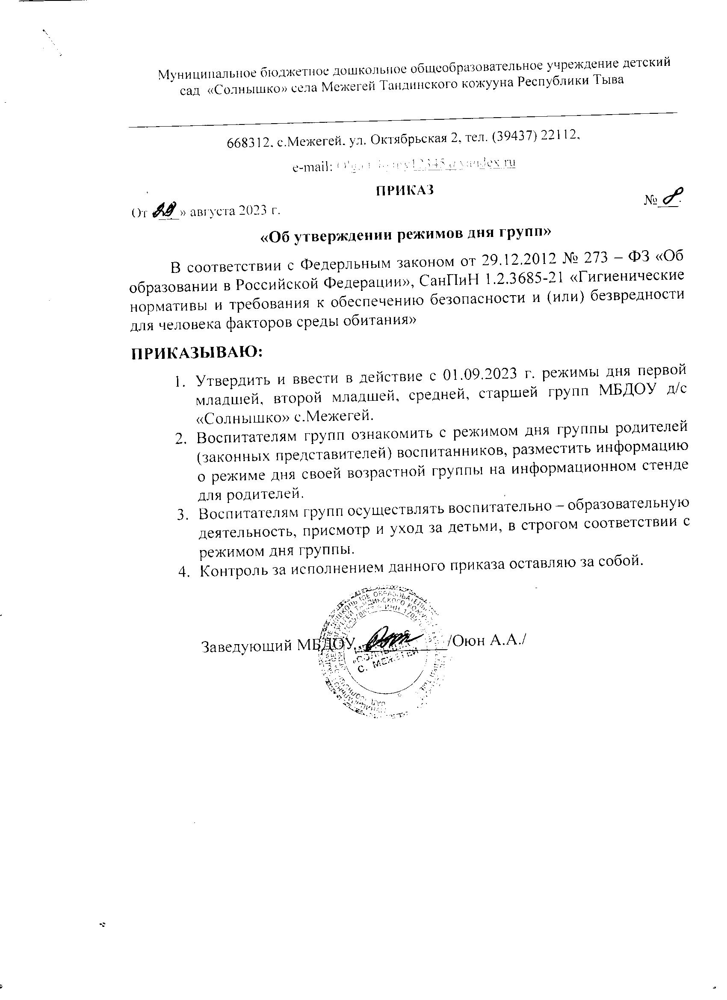 Муниципальное бюджетное дошкольное общеобразовательное учреждение детский
сад «Солнышко» села Межегей Тандинского кожууна Республики Тыва
668312. с.Межегей. ул. Октябрьская 2, тел. (39437) 22112,
e-mail: 12345@yandex.ru
ПРИКАЗ
От 29» августа 2023 г.
№ 8.
«Об утверждении режимов дня групп»
В соответствии с Федерльным законом от 29.12.2012 № 273 – ФЗ «Об
образовании в Российской Федерации», СанПиН 1.2.3685-21 «Гигиенические
нормативы и требования к обеспечению безопасности и (или) безвредности
для человека факторов среды обитания»
ПРИКАЗЫВАЮ:
1. Утвердить и ввести в действие с 01.09.2023 г. режимы дня первой
младшей, второй младшей, средней, старшей групп МБДОУ д/с
«Солнышко» с.Межегей.
2. Воспитателям групп ознакомить с режимом дня группы родителей
(законных представителей) воспитанников, разместить информацию
о режиме дня своей возрастной группы на информационном стенде
для родителей.
3. Воспитателям групп осуществлять воспитательно – образовательную
деятельность, присмотр и уход за детьми, в строгом соответствии с
режимом дня группы.
4. Контроль за исполнением данного приказа оставляю за собой.
Заведующий МБДОУ /Оюн А.А./
С. МЕЖЕГЕЙ